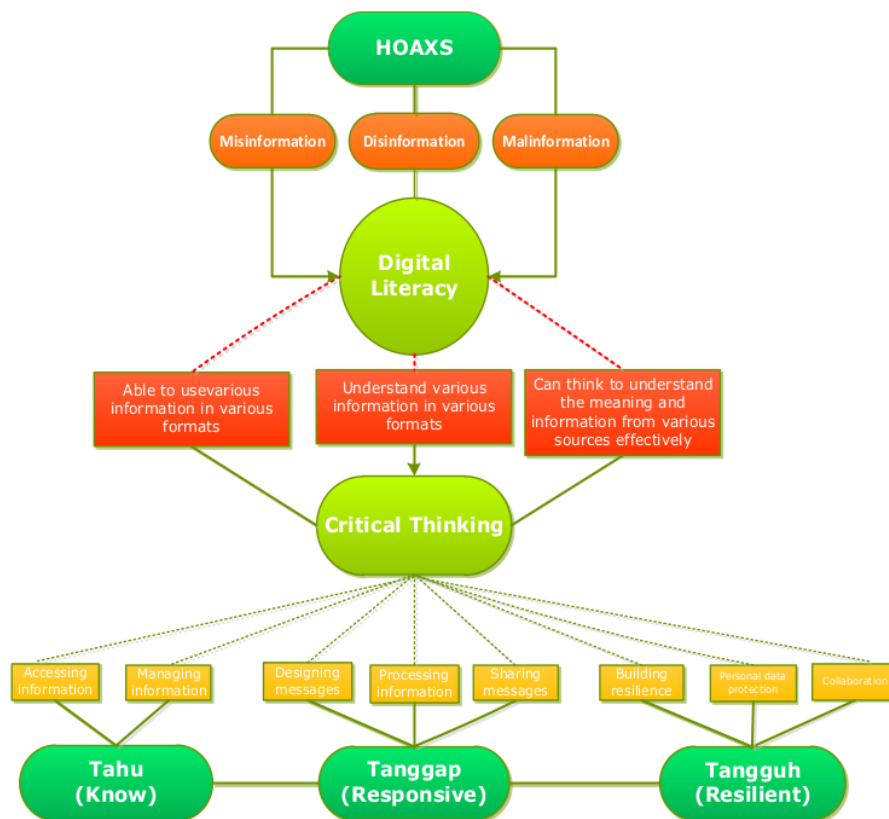 HOAXS
Misinformation
Disinformation
Malinformation
Digital
Literacy
Able to usevarious
information in various
formats
Understand various
information in various
formats
Can think to understand
the meaning and
information from various
sources effectively
Critical Thinking
Accessing
information
Managing
information
Designing
messages
Processing
information
Sharing
messages
Building
resilience
Personal data
protection
Collaboration
Tahu
(Know)
Tanggap
(Responsive)
Tangguh
(Resilient)